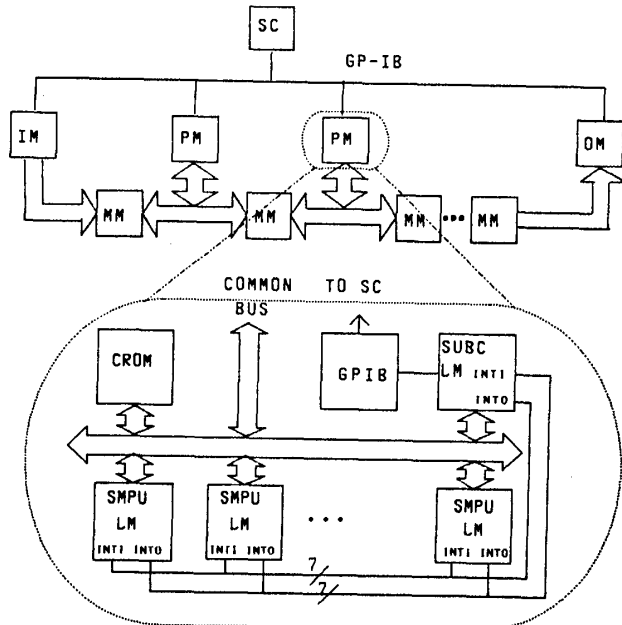 SC
GP-IB
IM
PM
PM
OM
MM
MM
MM
•••
MM
COMMON TO SC
BUS
CROM
GPIB
SUBC
LM INTI
INTO
SMPU
LM
INTI INTO
SMPU
LM
INTI INTO
•••
SMPU
LM
INTI INTO
7
7